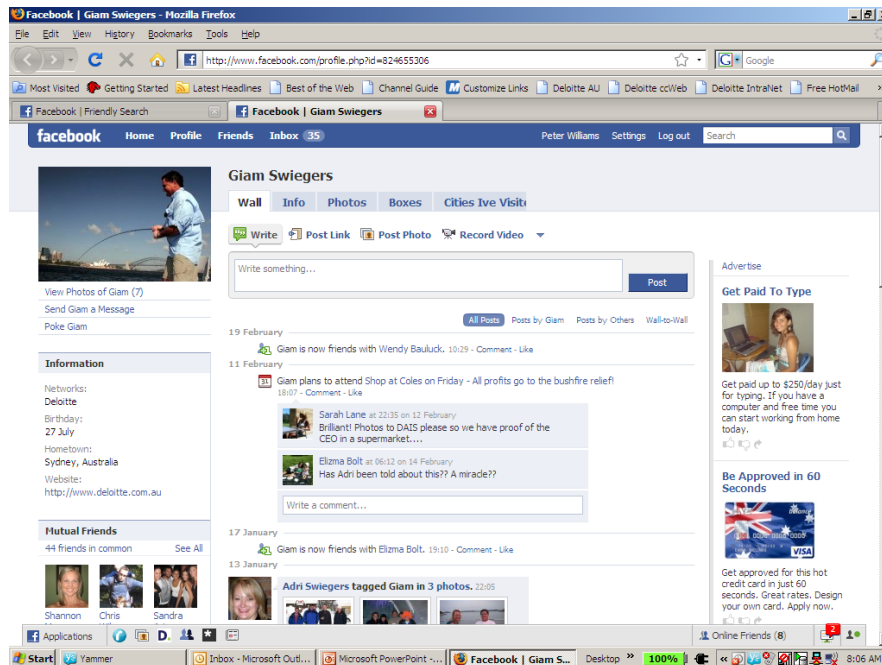 Facebook | Giam Swiegers - Mozilla Firefox
File Edit View History Bookmarks Tools Help
http://www.facebook.com/profile.php?id=824655306
Google
Most Visited Getting Started Latest Headlines Best of the Web Channel Guide Customize Links Deloitte AU Deloitte ccWeb Deloitte IntraNet Free HotMail »
Facebook | Friendly Search
Facebook | Giam Swiegers
facebook Home Profile Friends Inbox 35 Peter Williams Settings Log out Search
Giam Swiegers
Wall Info Photos Boxes Cities Ive Visite
Write Post Link Post Photo Record Video
Write something...
Post
All Posts Posts by Giam Posts by Others Wall-to-Wall
View Photos of Giam (7)
Send Giam a Message
Poke Giam
Information
Networks:
Deloitte
Birthday:
27 July
Hometown:
Sydney, Australia
Website:
http://www.deloitte.com.au
Mutual Friends
44 friends in common See All
Shannon Chris Sandra
19 February
Giam is now friends with Wendy Bauluck. 10:29 - Comment - Like
11 February
31
Giam plans to attend Shop at Coles on Friday - All profits go to the bushfire relief!
18:07 - Comment - Like
Sarah Lane at 22:35 on 12 February
Brilliant! Photos to DAIS please so we have proof of the
CEO in a supermarket....
Elizma Bolt at 06:12 on 14 February
Has Adri been told about this?? A miracle??
Write a comment...
17 January
Giam is now friends with Elizma Bolt. 19:10 - Comment - Like
13 January
Adri Swiegers tagged Giam in 3 photos. 22:05
Advertise
Get Paid To Type
Get paid up to $250/day just
for typing. If you have a
computer and free time you
can start working from home
today.
Be Approved in 60
Seconds
VISA
Get approved for this hot
credit card in just 60
seconds. Great rates. Design
your own card. Apply now.
Applications D. Online Friends (8) 2
Start Yammer Inbox - Microsoft Outl... Microsoft PowerPoint -... Facebook | Giam S... Desktop » 100% « 8:06 AM